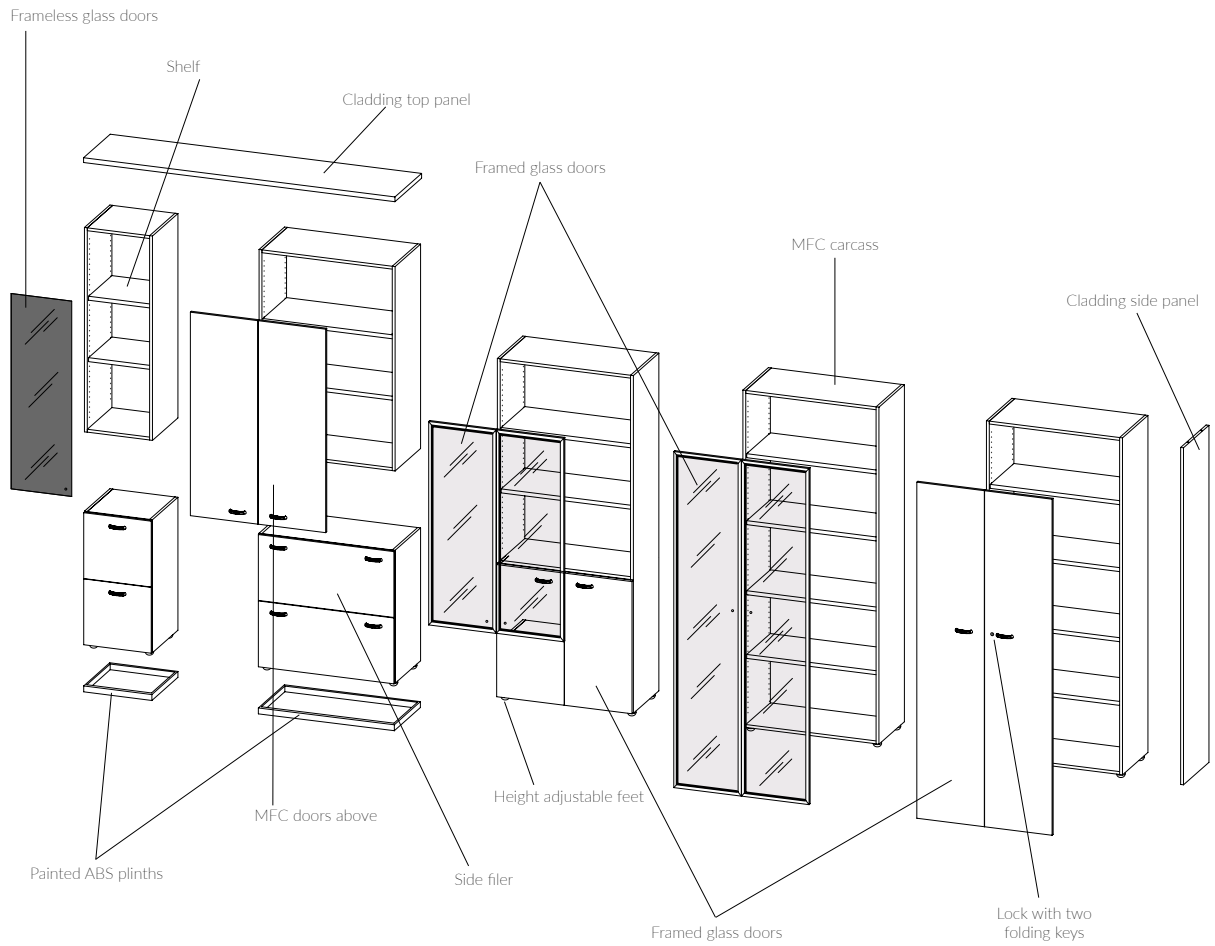 Frameless glass doors
Shelf
Cladding top panel
Framed glass doors
MFC carcass
Cladding side panel
Height adjustable feet
MFC doors above
Painted ABS plinths
Side filer
Framed glass doors
Lock with two
folding keys